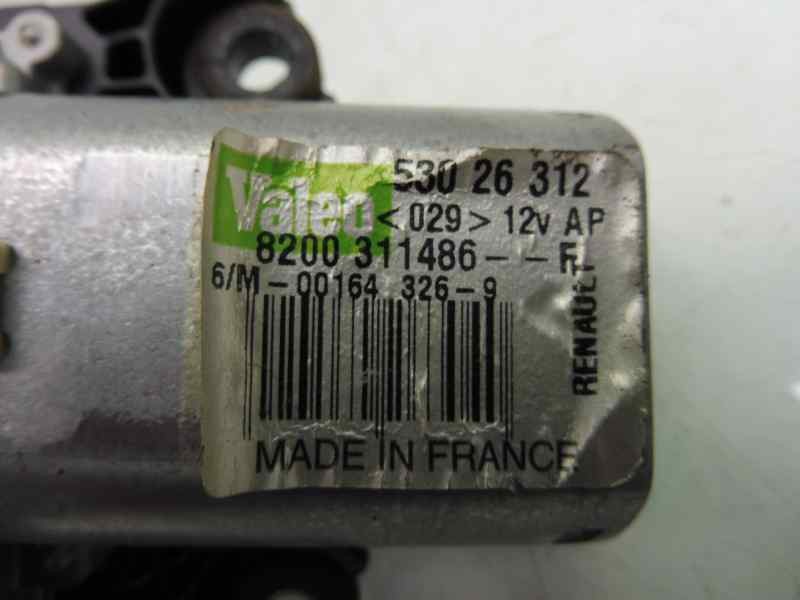 Valeo
530 26 312
<029> 12v AP
8200 311486--F
6/M-00164 326-9
RENAULT
MADE IN FRANCE